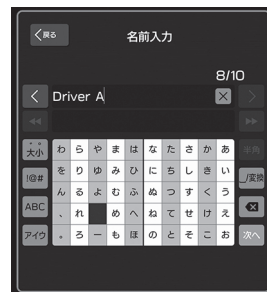 戻る
名前入力
8/10
Driver A
大小 わ ら や ま は な た さ か あ 半角
!@# を り ゆ み ひ に ち し き い _/変換
ん る よ む ふ ぬ つ す く う
ABC 、 れ め へ ね て せ け え
アイウ 。 ろ ー も ほ の と そ こ お 次へ